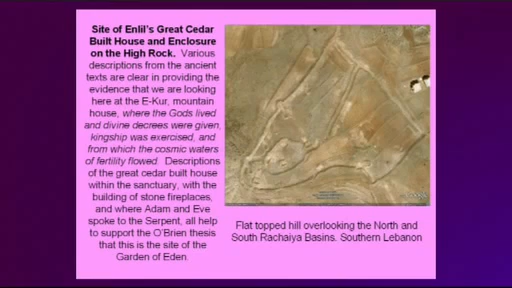 Site of Enlil's Great Cedar
Built House and Enclosure
on the High Rock. Various
descriptions from the ancient
texts are clear in providing the
evidence that we are looking
here at the E-Kur, mountain
house, where the Gods lived
and divine decrees were given,
kingship was exercised, and
from which the cosmic waters
of fertility flowed. Descriptions
of the great cedar built house
within the sanctuary, with the
building of stone fireplaces,
and where Adam and Eve
spoke to the Serpent, all help
to support the O'Brien thesis
that this is the site of the
Garden of Eden.
Flat topped hill overlooking the North and
South Rachaiya Basins. Southern Lebanon